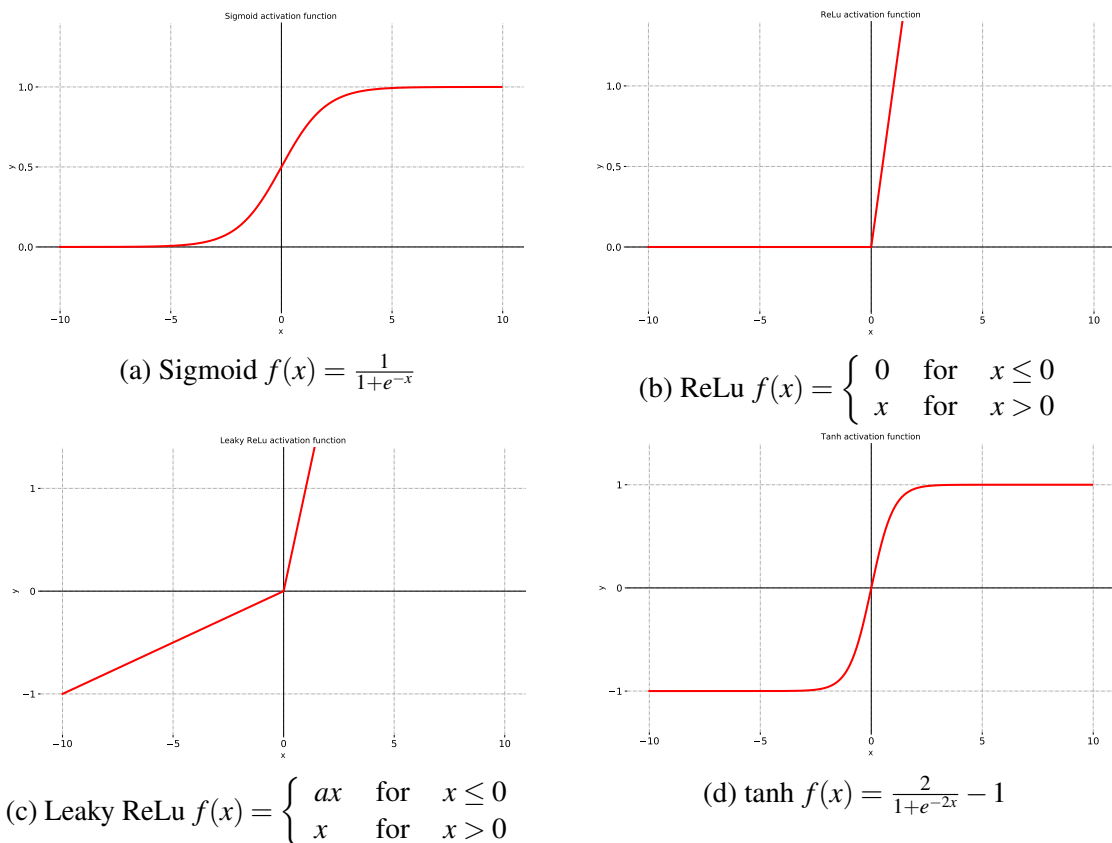 Sigmoid activation function
1.0
y
0.5
0.0
−10
−5
0
5
10
x
(a) Sigmoid f(x) = 1/(1+e^{−x})
ReLu activation function
1.0
y
0.5
0.0
−10
−5
0
5
10
x
(b) ReLu f(x) = { 0 for x ≤ 0
x for x > 0
Leaky ReLu activation function
1
y
0
−1
−10
−5
0
5
10
x
(c) Leaky ReLu f(x) = { ax for x ≤ 0
x for x > 0
Tanh activation function
1
y
0
−1
−10
−5
0
5
10
x
(d) tanh f(x) = 2/(1+e^{−2x}) − 1